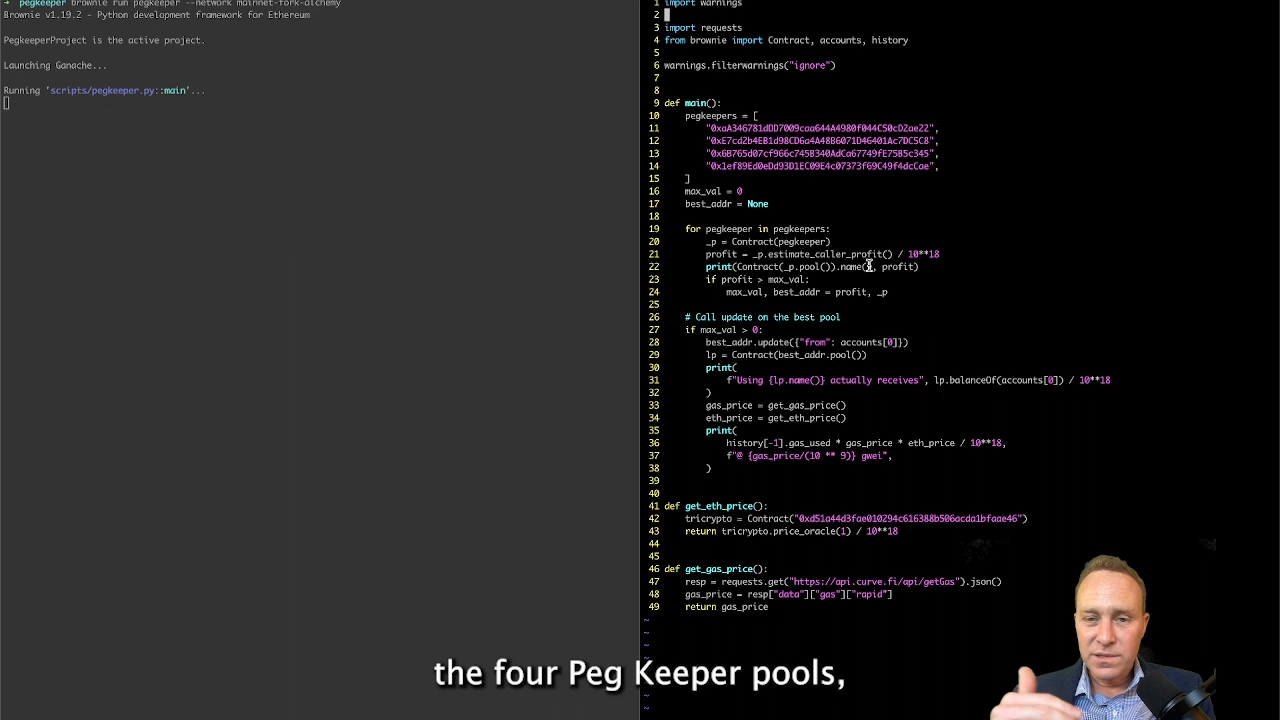 ➜ pegkeeper brownie run pegkeeper --network mainnet-fork-alchemy
Brownie v1.19.2 - Python development framework for Ethereum
PegkeeperProject is the active project.
Launching Ganache...
Running 'scripts/pegkeeper.py::main'...
1 import warnings
2
3 import requests
4 from brownie import Contract, accounts, history
5
6 warnings.filterwarnings("ignore")
7
8
9 def main():
10 pegkeepers = [
11 "0xaA346781dDD7009caa644A4980f044C50cD2ae22",
12 "0xE7cd2b4EB1d98CD6a4A48B6071D46401Ac7DC5C8",
13 "0x6B765d07cf966c745B340AdCa67749fE75B5c345",
14 "0x1ef89Ed0eDd93D1EC09E4c07373f69C49f4dcCae",
15 ]
16 max_val = 0
17 best_addr = None
18
19 for pegkeeper in pegkeepers:
20 _p = Contract(pegkeeper)
21 profit = _p.estimate_caller_profit() / 10**18
22 print(Contract(_p.pool()).name(), profit)
23 if profit > max_val:
24 max_val, best_addr = profit, _p
25
26 # Call update on the best pool
27 if max_val > 0:
28 best_addr.update({"from": accounts[0]})
29 lp = Contract(best_addr.pool())
30 print(
31 f"Using {lp.name()} actually receives", lp.balanceOf(accounts[0]) / 10**18
32 )
33 gas_price = get_gas_price()
34 eth_price = get_eth_price()
35 print(
36 history[-1].gas_used * gas_price * eth_price / 10**18,
37 f"@ {gas_price/(10 ** 9)} gwei",
38 )
39
40
41 def get_eth_price():
42 tricrypto = Contract("0xd51a44d3fae010294c616388b506acda1bfaae46")
43 return tricrypto.price_oracle(1) / 10**18
44
45
46 def get_gas_price():
47 resp = requests.get("https://api.curve.fi/api/getGas").json()
48 gas_price = resp["data"]["gas"]["rapid"]
49 return gas_price
~
~
~
~
~
~
~
~
the four Peg Keeper pools,